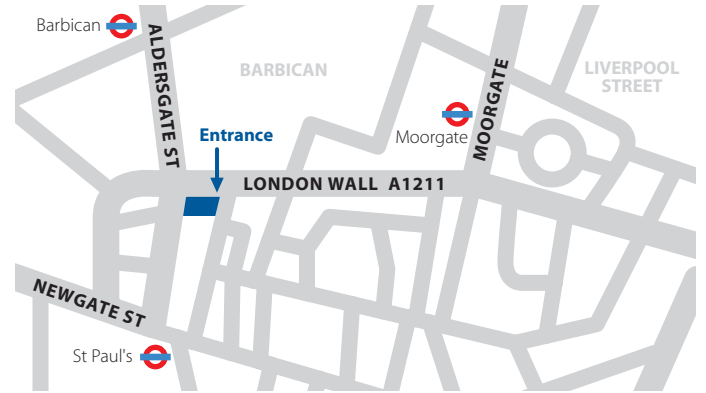 Barbican
ALDERSGATE ST
BARBICAN
MOORGATE
LIVERPOOL
STREET
Moorgate
Entrance
LONDON WALL A1211
NEWGATE ST
St Paul's